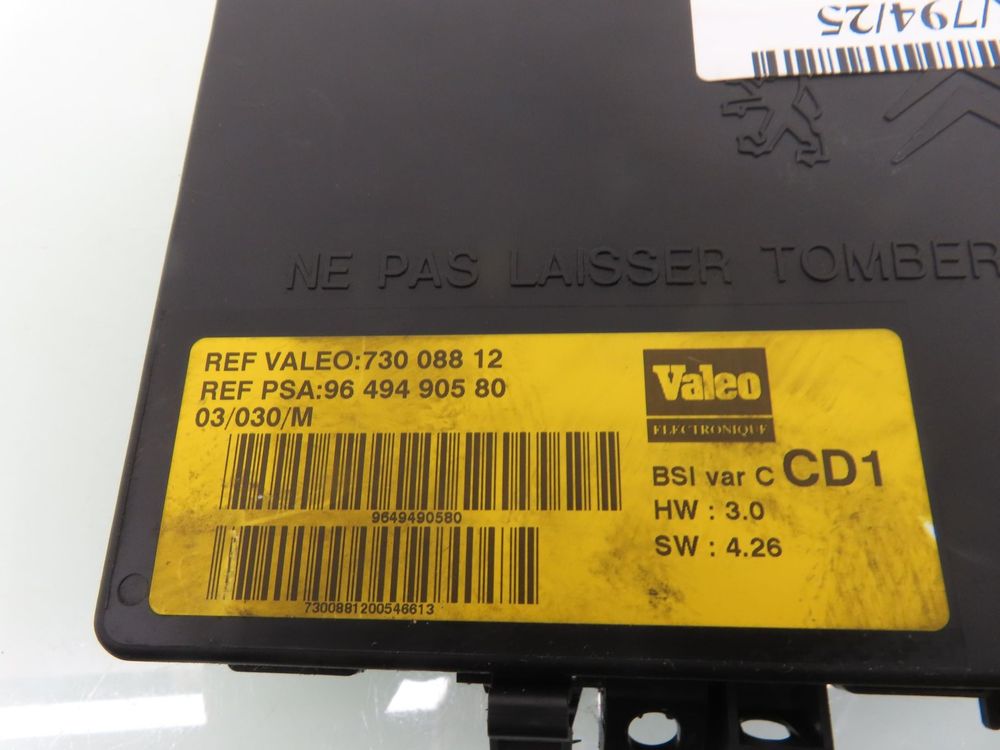 /794/25
NE PAS LAISSER TOMBER
REF VALEO:730 088 12
REF PSA:96 494 905 80
03/030/M
9649490580
7300881200546613
Valeo
ELECTRONIQUE
BSI var C CD1
HW : 3.0
SW : 4.26